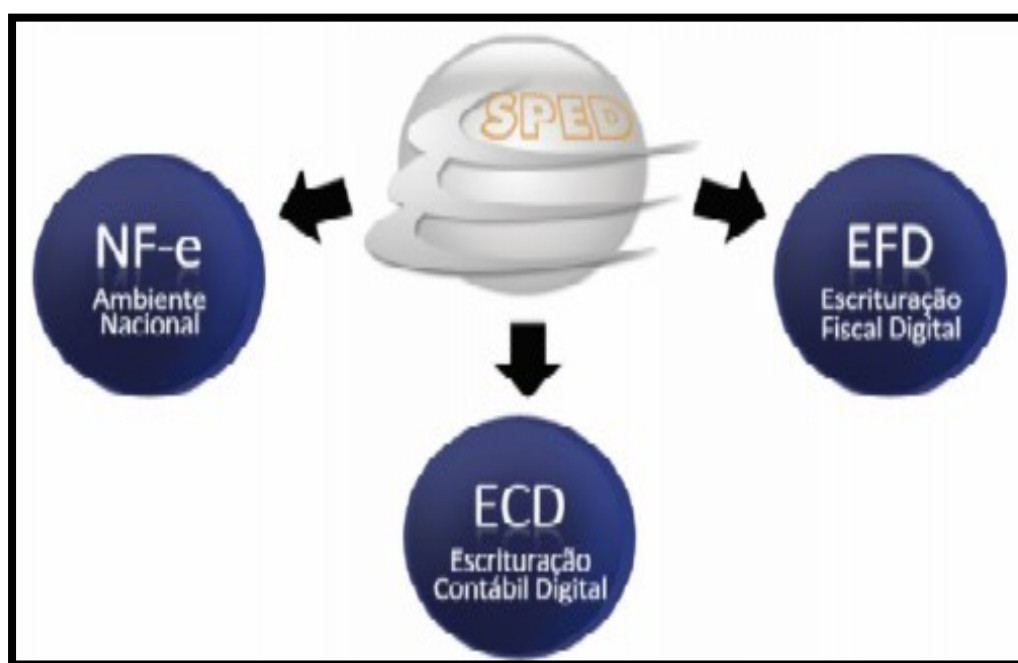 SPED
NF-e
Ambiente
Nacional
EFD
Escrituração
Fiscal Digital
ECD
Escrituração
Contábil Digital